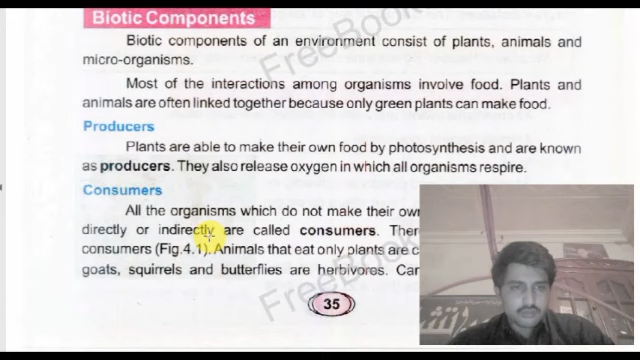 Biotic Components
Biotic components of an environment consist of plants, animals and
micro-organisms.
Most of the interactions among organisms involve food. Plants and
animals are often linked together because only green plants can make food.
Producers
Plants are able to make their own food by photosynthesis and are known
as producers. They also release oxygen in which all organisms respire.
Consumers
All the organisms which do not make their own
directly or indirectly are called consumers. Ther
consumers (Fig.4.1). Animals that eat only plants are c
goats, squirrels and butterflies are herbivores. Car
35
FreeBook
FreeBook
FreeBook